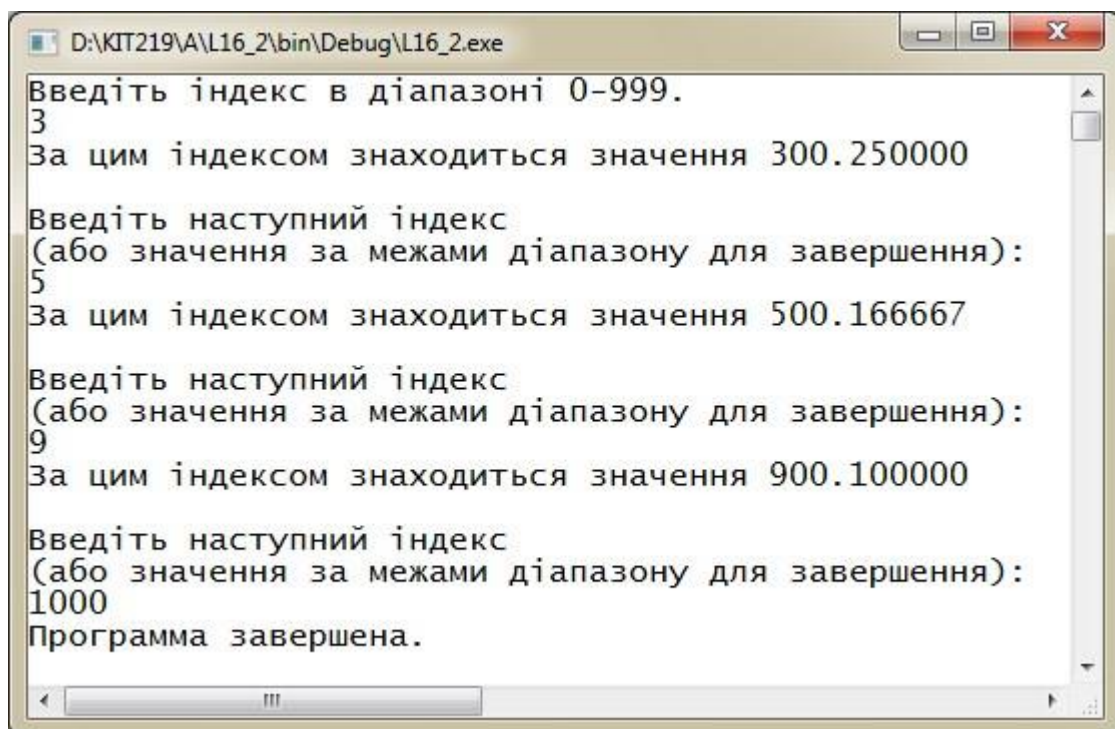 D:\KIT219\A\L16_2\bin\Debug\L16_2.exe
Введіть індекс в діапазоні 0-999.
3
За цим індексом знаходиться значення 300.250000
Введіть наступний індекс
(або значення за межами діапазону для завершення):
5
За цим індексом знаходиться значення 500.166667
Введіть наступний індекс
(або значення за межами діапазону для завершення):
9
За цим індексом знаходиться значення 900.100000
Введіть наступний індекс
(або значення за межами діапазону для завершення):
1000
Программа завершена.